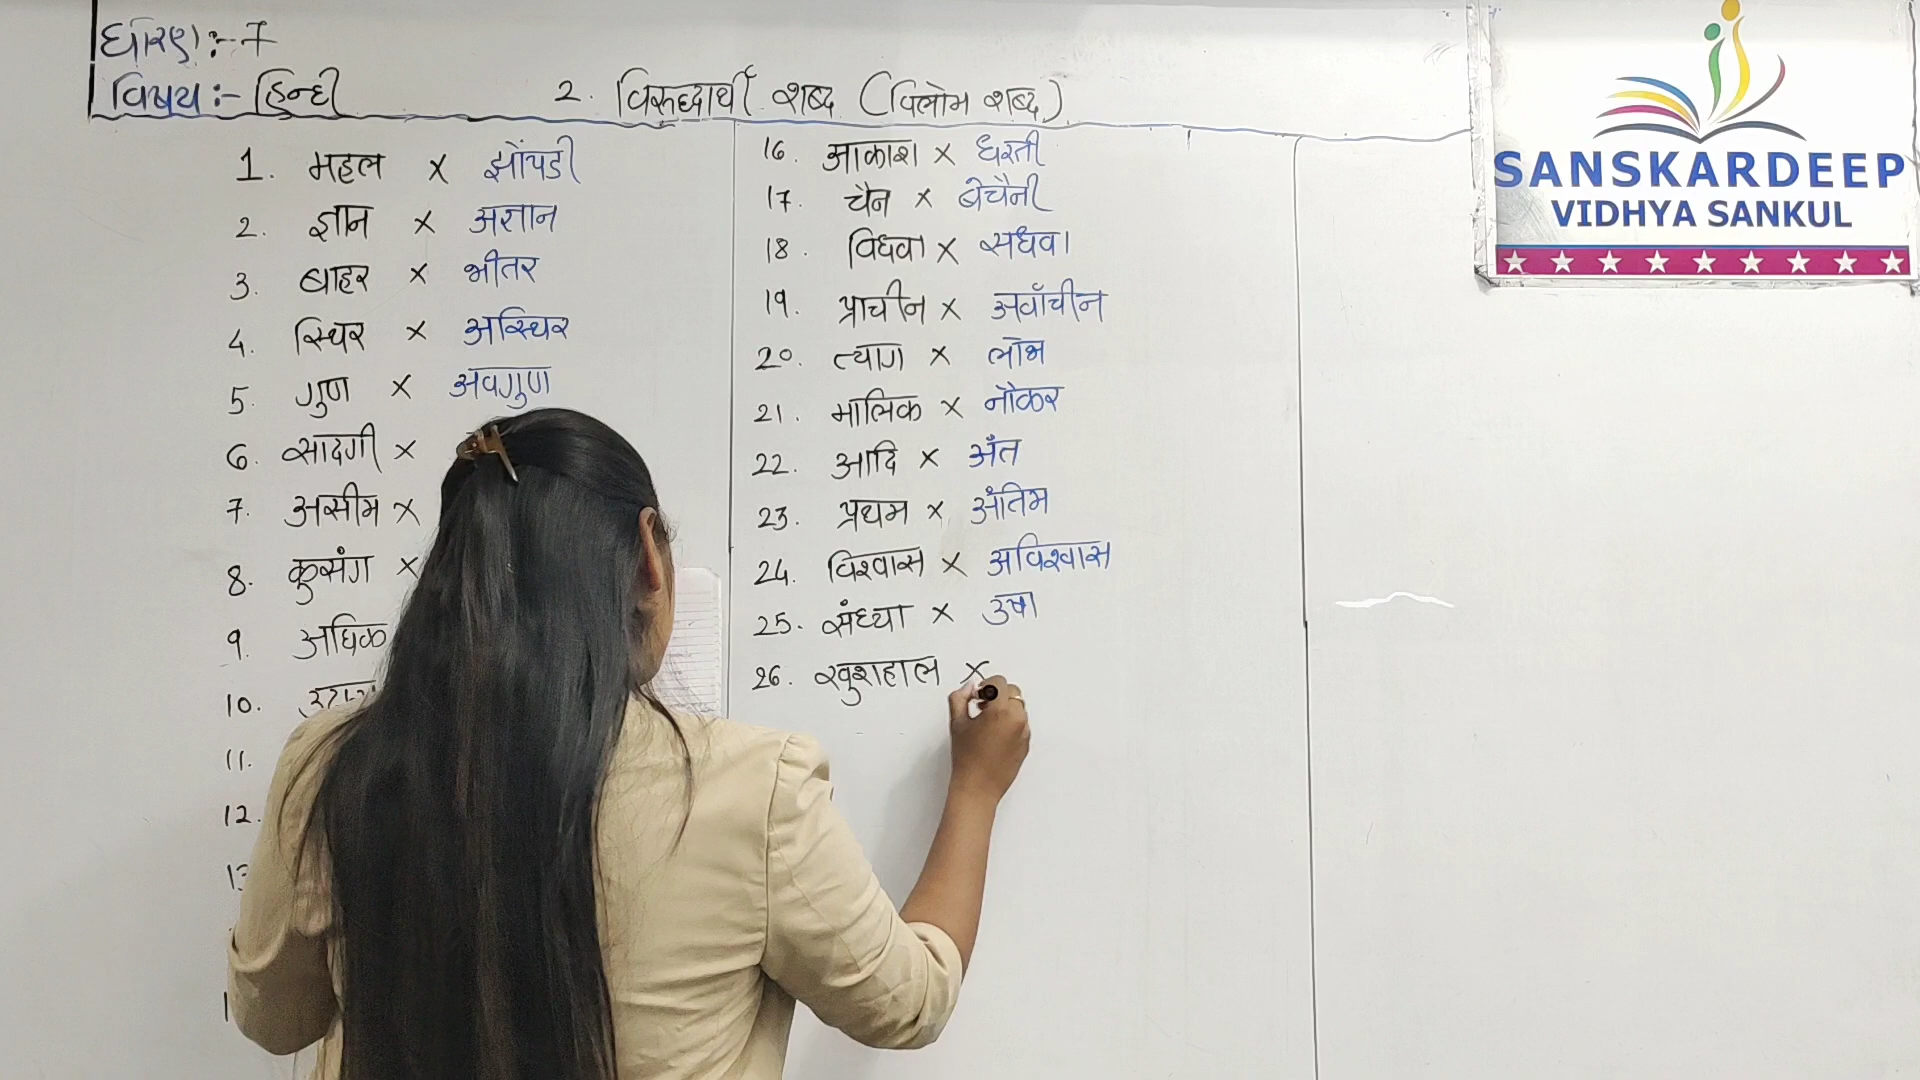 धोरण :- 7
विषय :- हिन्दी
2. विरुद्धार्थी शब्द (विलोम शब्द)
1. महल × झोंपडी
2. ज्ञान × अज्ञान
3. बाहर × भीतर
4. स्थिर × अस्थिर
5. गुण × अवगुण
6. सादगी ×
7. असीम ×
8. कुसंग ×
9. अधिक
10.
11.
12.
16. आकाश × धरती
17. चैन × बेचैनी
18. विधवा × सधवा
19. प्राचीन × अर्वाचीन
20. त्याग × लोभ
21. मालिक × नौकर
22. आदि × अंत
23. प्रथम × अंतिम
24. विश्वास × अविश्वास
25. संध्या × उषा
26. खुशहाल ×
SANSKARDEEP
VIDHYA SANKUL